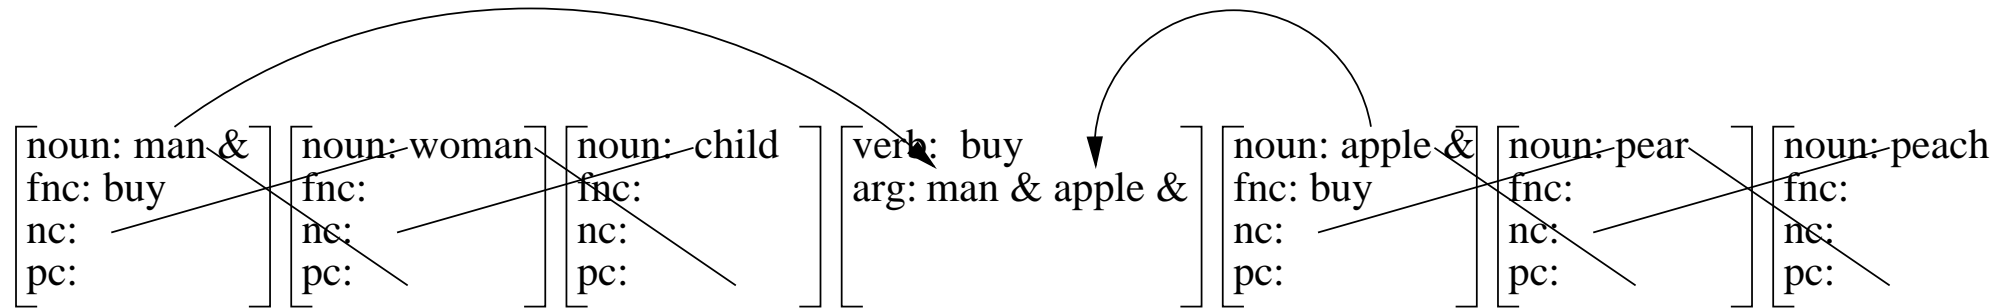 noun: man &
fnc: buy
nc:
pc:
noun: woman
fnc:
nc:
pc:
noun: child
fnc:
nc:
pc:
verb: buy
arg: man & apple &
noun: apple &
fnc: buy
nc:
pc:
noun: pear
fnc:
nc:
pc:
noun: peach
fnc:
nc:
pc: